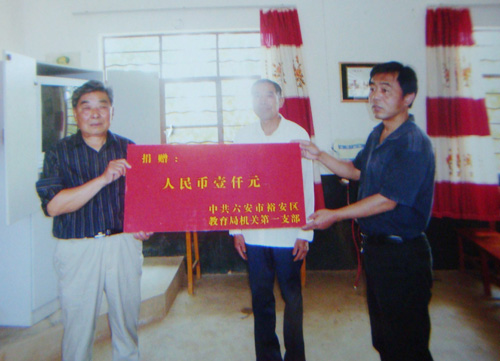 捐赠：
人民币壹仟元
中共六安市裕安区
教育局机关第一支部